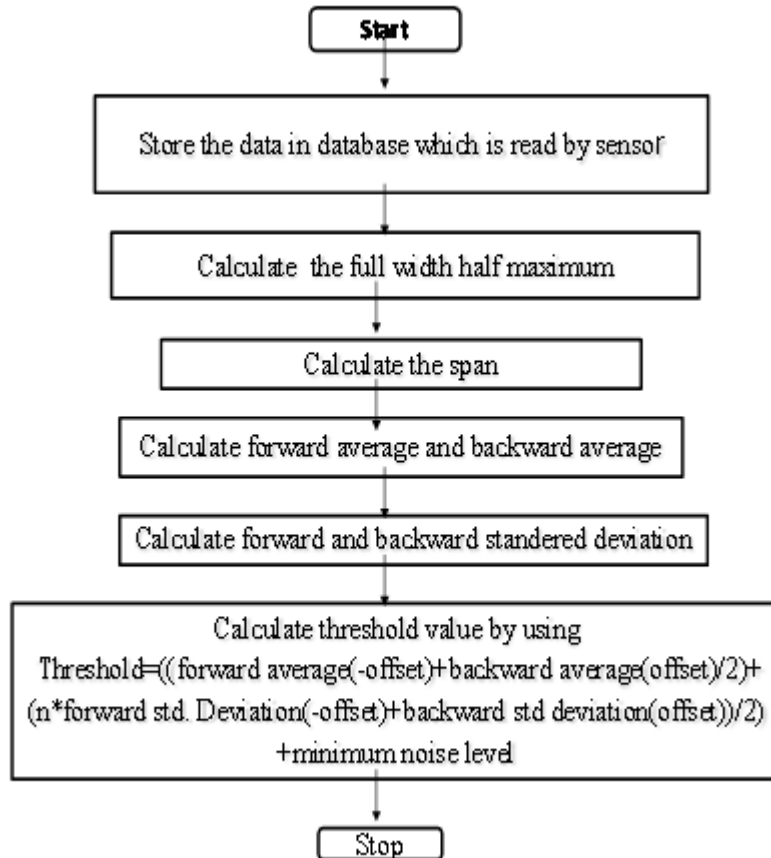 Start
Store the data in database which is read by sensor
Calculate the full width half maximum
Calculate the span
Calculate forward average and backward average
Calculate forward and backward standered deviation
Calculate threshold value by using
Threshold=((forward average(-offset)+backward average(offset)/2)+
(n*forward std. Deviation(-offset)+backward std deviation(offset))/2)
+minimum noise level
Stop